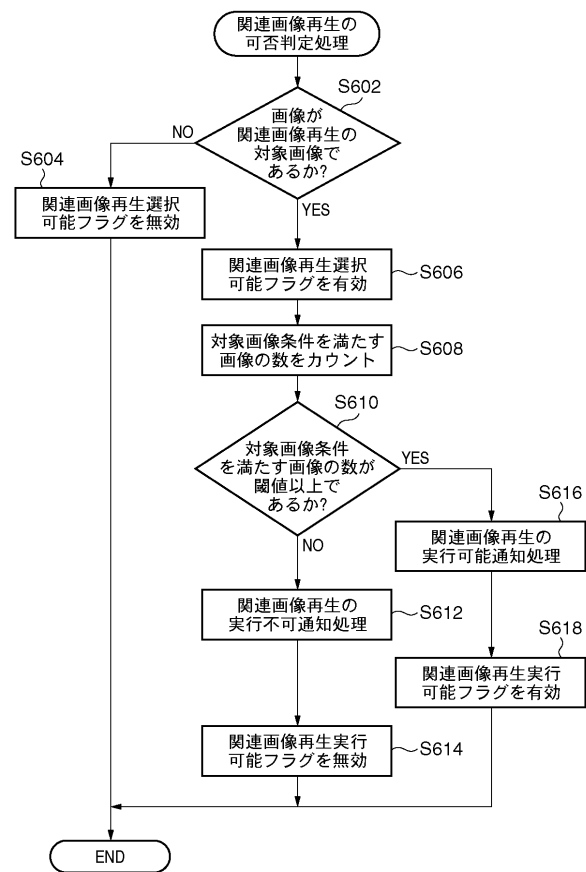 関連画像再生の
可否判定処理
S602
画像が
関連画像再生の
対象画像で
あるか?
NO
YES
S604
関連画像再生選択
可能フラグを無効
関連画像再生選択
可能フラグを有効
S606
対象画像条件を満たす
画像の数をカウント
S608
S610
対象画像条件
を満たす画像の数が
閾値以上で
あるか?
YES
NO
S616
関連画像再生の
実行可能通知処理
関連画像再生の
実行不可通知処理
S612
S618
関連画像再生実行
可能フラグを有効
関連画像再生実行
可能フラグを無効
S614
END